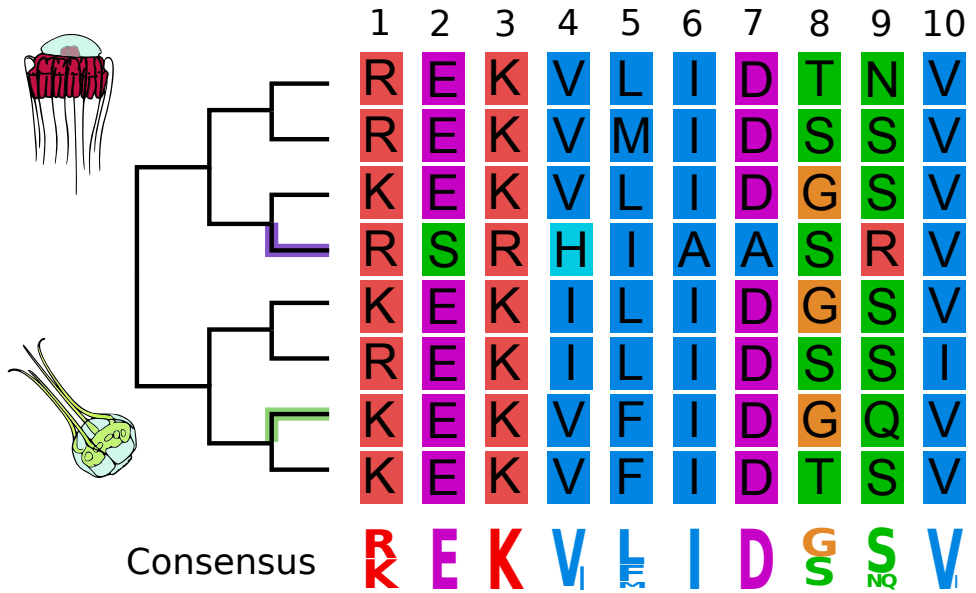 1 2 3 4 5 6 7 8 9 10
R E K V L I D T N V
R E K V M I D S S V
K E K V L I D G S V
R S R H I A A S R V
K E K I L I D G S V
R E K I L I D S S I
K E K V F I D G Q V
K E K V F I D T S V
Consensus R K E K V I L F M I D G S S N Q V I